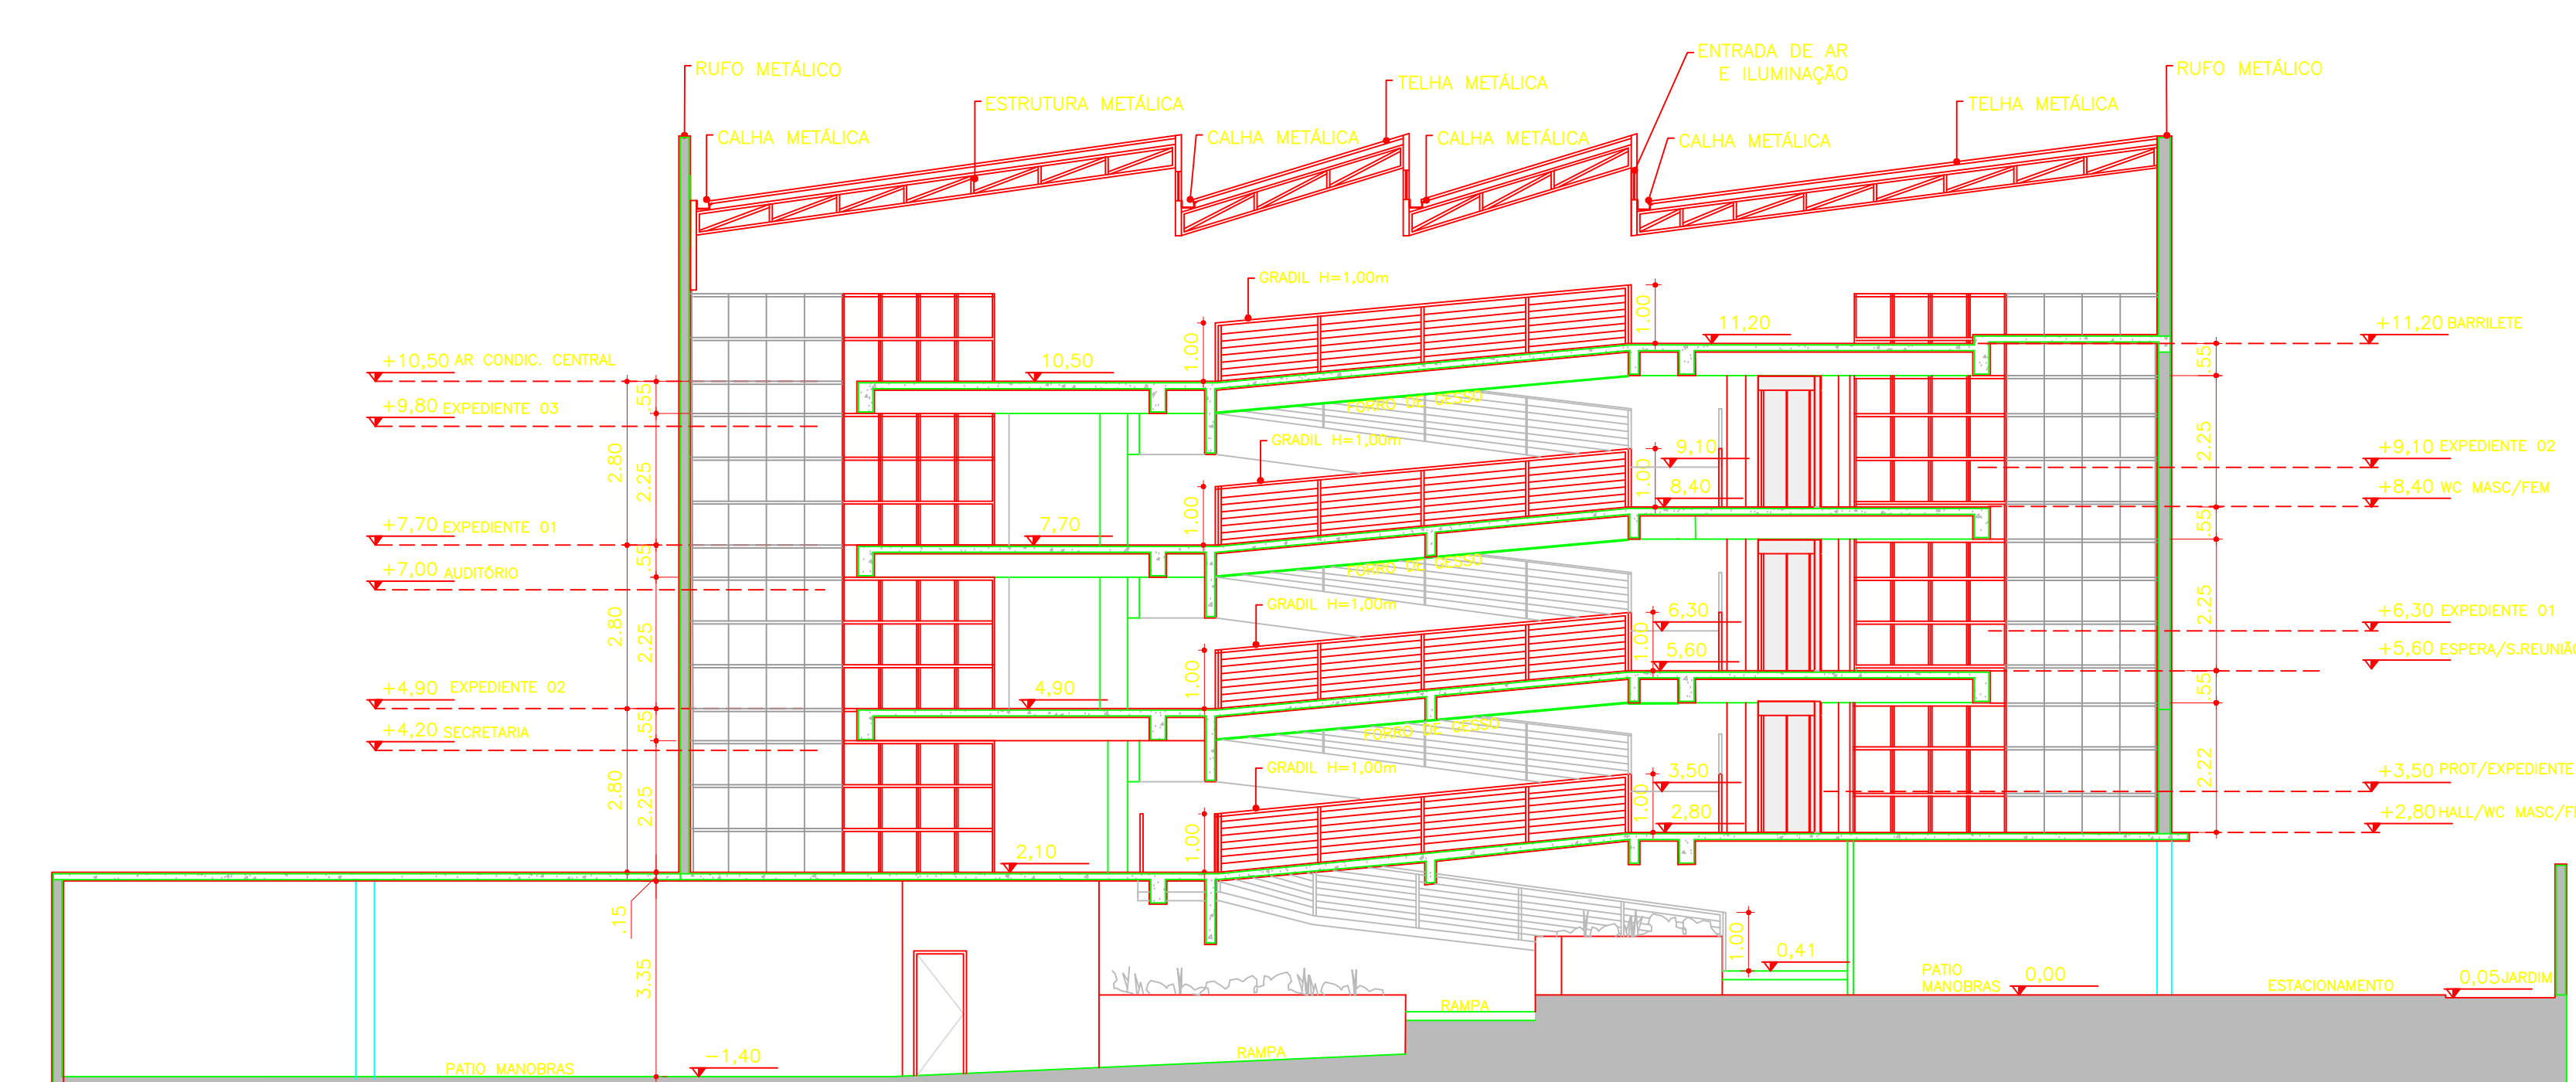 ENTRADA DE AR
E ILUMINAÇÃO
RUFO METÁLICO
RUFO METÁLICO
TELHA METÁLICA
ESTRUTURA METÁLICA
TELHA METÁLICA
CALHA METÁLICA
CALHA METÁLICA
CALHA METÁLICA
CALHA METÁLICA
GRADIL H=1,00m
1.00
1.00
11,20
+11,20 BARRILETE
+10,50 AR CONDIC. CENTRAL
10,50
.55
.55
+9,80 EXPEDIENTE 03
FORRO DE GESSO
GRADIL H=1,00m
9,10
+9,10 EXPEDIENTE 02
2.80
2.25
2.25
1.00
1.00
8,40
+8,40 WC MASC/FEM
+7,70 EXPEDIENTE 01
7,70
.55
.55
+7,00 AUDITÓRIO
FORRO DE GESSO
GRADIL H=1,00m
6,30
+6,30 EXPEDIENTE 01
2.80
2.25
2.25
1.00
1.00
5,60
+5,60 ESPERA/S.REUNIÃO
+4,90 EXPEDIENTE 02
4,90
.55
.55
+4,20 SECRETARIA
FORRO DE GESSO
GRADIL H=1,00m
3,50
+3,50 PROT/EXPEDIENTE
2.80
2.25
2.22
1.00
1.00
2,80
+2,80 HALL/WC MASC/FE
2,10
.15
1.00
0,41
3.35
PATIO
MANOBRAS
0,00
ESTACIONAMENTO
0,05 JARDIM
RAMPA
RAMPA
-1,40
PATIO MANOBRAS